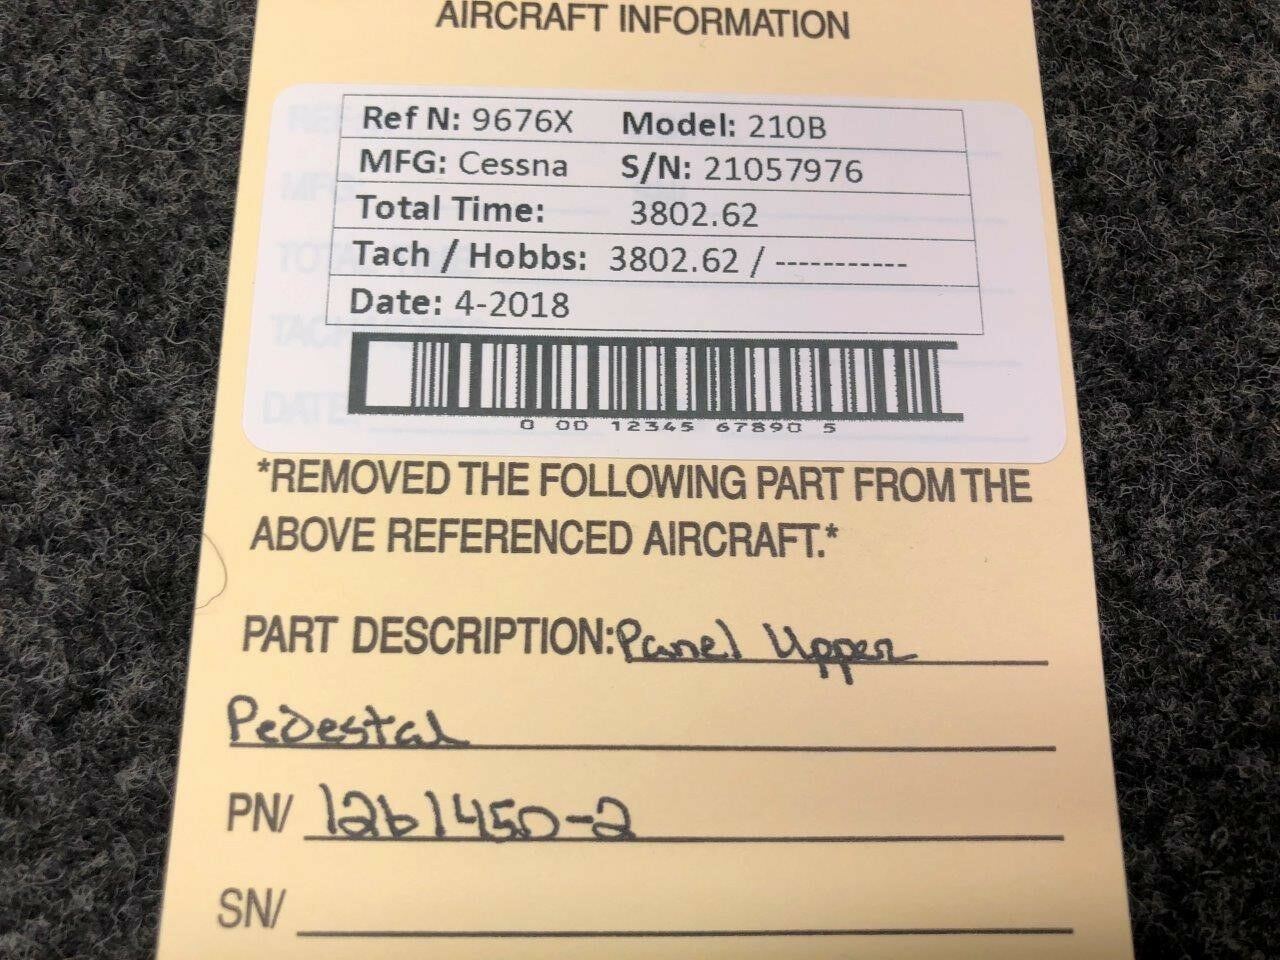 AIRCRAFT INFORMATION
Ref N: 9676X Model: 210B
MFG: Cessna S/N: 21057976
Total Time: 3802.62
Tach / Hobbs: 3802.62 / -----------
Date: 4-2018
0 00 12345 67890 5
*REMOVED THE FOLLOWING PART FROM THE
ABOVE REFERENCED AIRCRAFT.*
PART DESCRIPTION: Panel Upper
Pedestal
PN/ 1261450-2
SN/